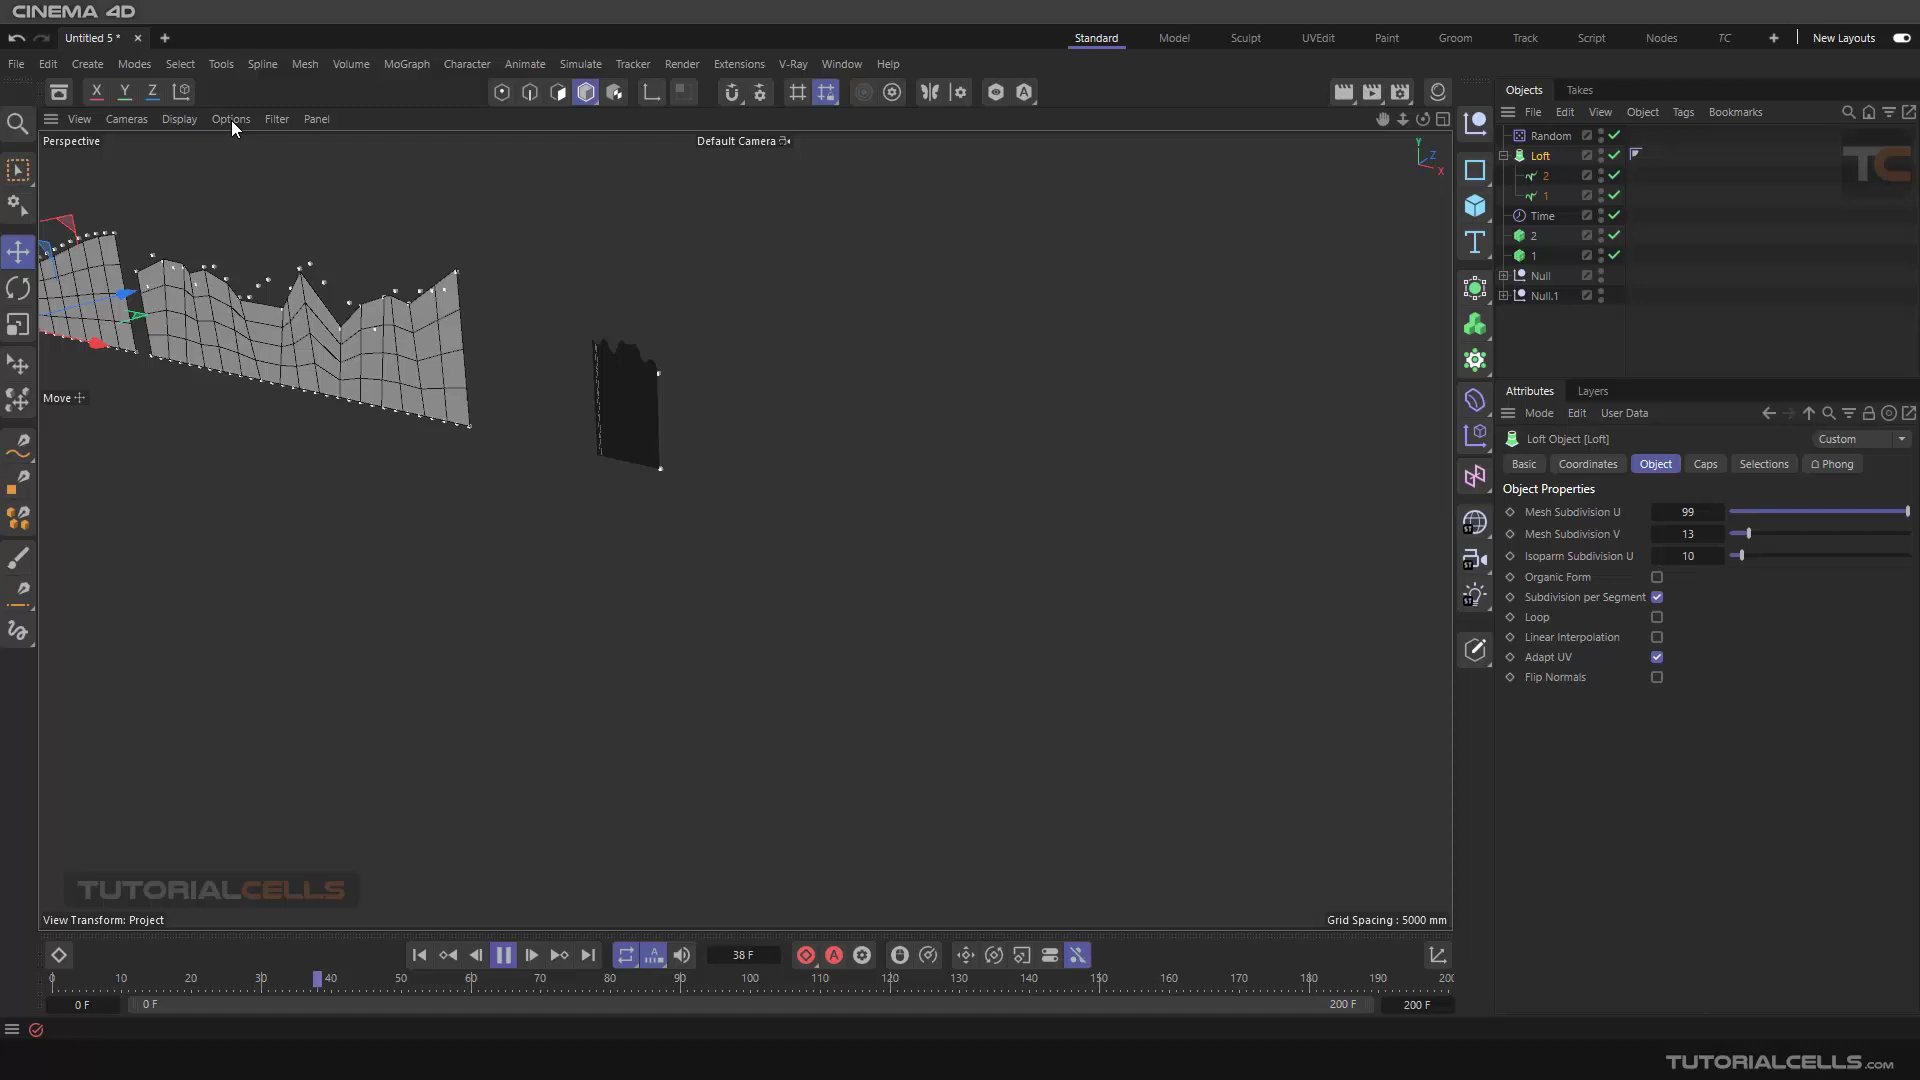 CINEMA 4D
Untitled 5 *
Standard
Model
Sculpt
UVEdit
Paint
Groom
Track
Script
Nodes
TC
New Layouts
File Edit Create Modes Select Tools Spline Mesh Volume MoGraph Character Animate Simulate Tracker Render Extensions V-Ray Window Help
X Y Z
Objects Takes
File Edit View Object Tags Bookmarks
View Cameras Display Options Filter Panel
Perspective
Default Camera
Y
Z
X
Random
Loft
2
1
Time
2
1
Null
Null.1
TC
Move
Attributes Layers
Mode Edit User Data
Loft Object [Loft]
Custom
Basic Coordinates Object Caps Selections Phong
Object Properties
Mesh Subdivision U 99
Mesh Subdivision V 13
Isoparm Subdivision U 10
Organic Form
Subdivision per Segment
Loop
Linear Interpolation
Adapt UV
Flip Normals
TUTORIALCELLS
View Transform: Project
Grid Spacing : 5000 mm
38 F
0 10 20 30 40 50 60 70 80 90 100 110 120 130 140 150 160 170 180 190 200
0 F
0 F
200 F
200 F
TUTORIALCELLS.com